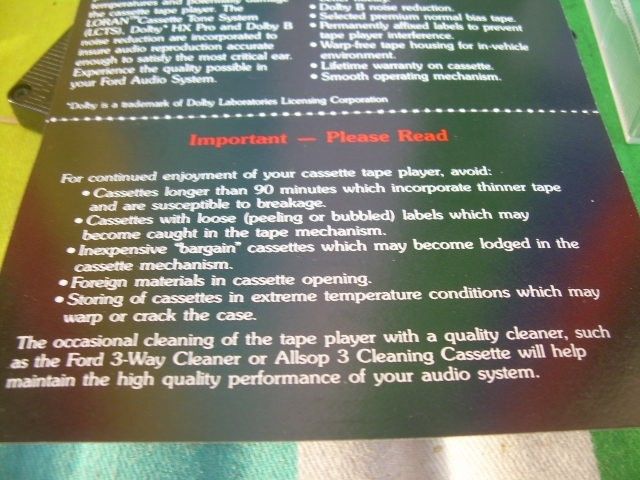 temperatures and potentially damage
the cassette tape player. The
LORAN™ Cassette Tone System
(LCTS), Dolby* HX Pro and Dolby B
noise reduction are incorporated to
insure audio reproduction accurate
enough to satisfy the most critical ear.
Experience the quality possible in
your Ford Audio System.
• Dolby B noise reduction.
• Selected premium normal bias tape.
• Permanently affixed labels to prevent
tape player interference.
• Warp-free tape housing for in-vehicle
environment.
• Lifetime warranty on cassette.
• Smooth operating mechanism.
*Dolby is a trademark of Dolby Laboratories Licensing Corporation
Important — Please Read
For continued enjoyment of your cassette tape player, avoid:
• Cassettes longer than 90 minutes which incorporate thinner tape
and are susceptible to breakage.
• Cassettes with loose (peeling or bubbled) labels which may
become caught in the tape mechanism.
• Inexpensive "bargain" cassettes which may become lodged in the
cassette mechanism.
• Foreign materials in cassette opening.
• Storing of cassettes in extreme temperature conditions which may
warp or crack the case.
The occasional cleaning of the tape player with a quality cleaner, such
as the Ford 3-Way Cleaner or Allsop 3 Cleaning Cassette will help
maintain the high quality performance of your audio system.